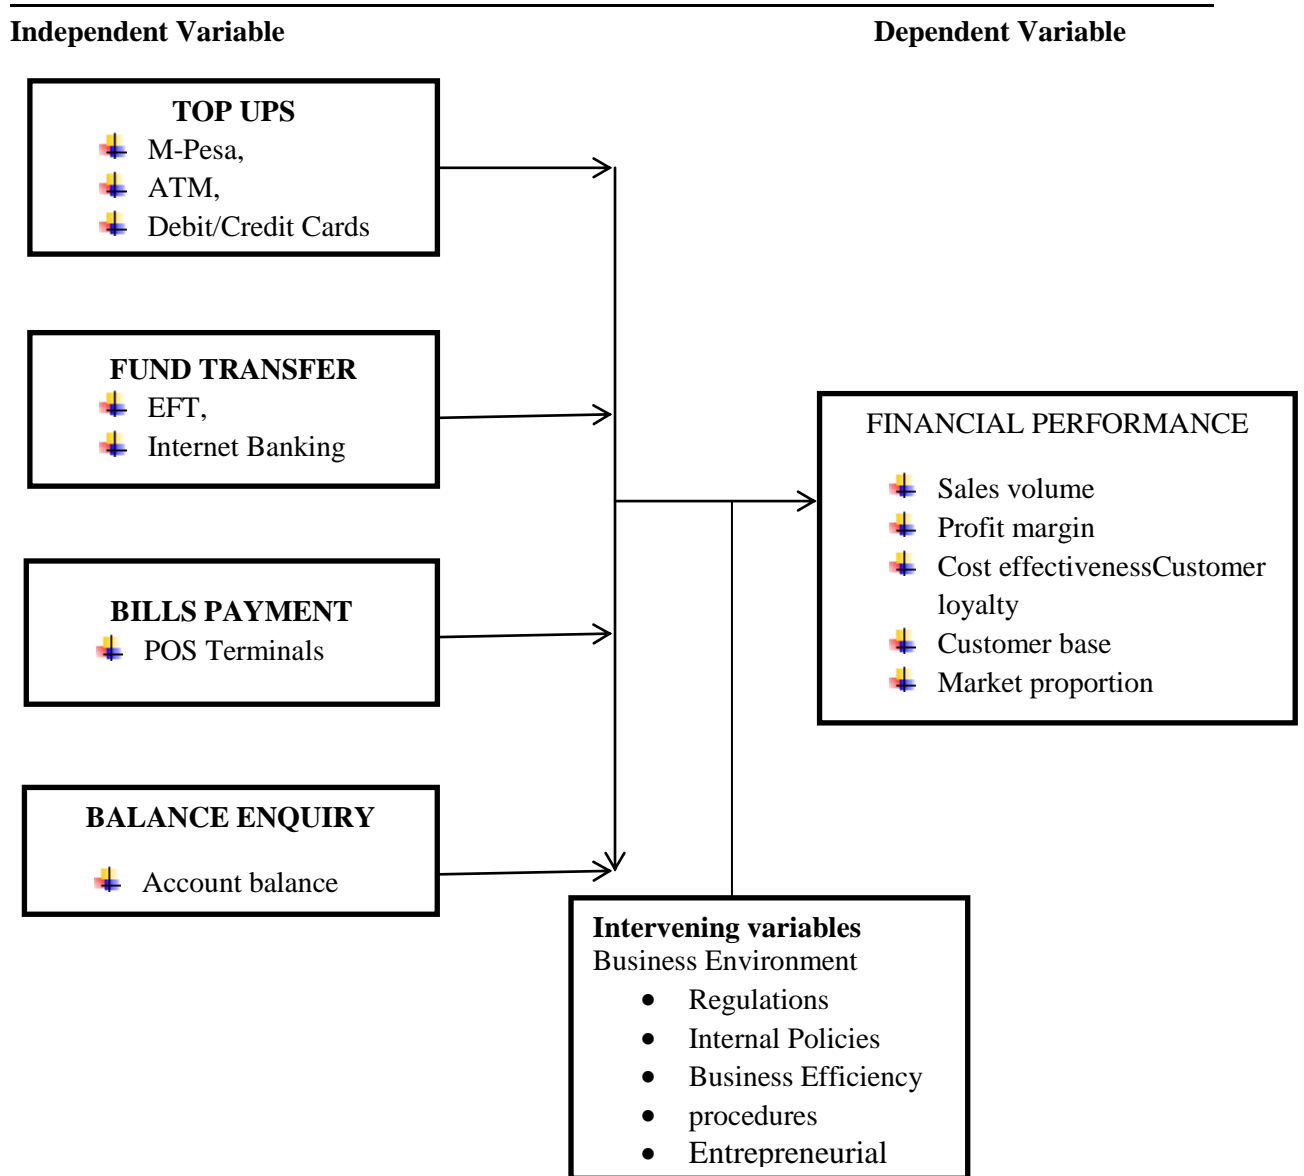 Independent Variable
Dependent Variable
TOP UPS
M-Pesa,
ATM,
Debit/Credit Cards
FUND TRANSFER
EFT,
Internet Banking
BILLS PAYMENT
POS Terminals
BALANCE ENQUIRY
Account balance
FINANCIAL PERFORMANCE
Sales volume
Profit margin
Cost effectivenessCustomer
loyalty
Customer base
Market proportion
Intervening variables
Business Environment
• Regulations
• Internal Policies
• Business Efficiency
• procedures
• Entrepreneurial